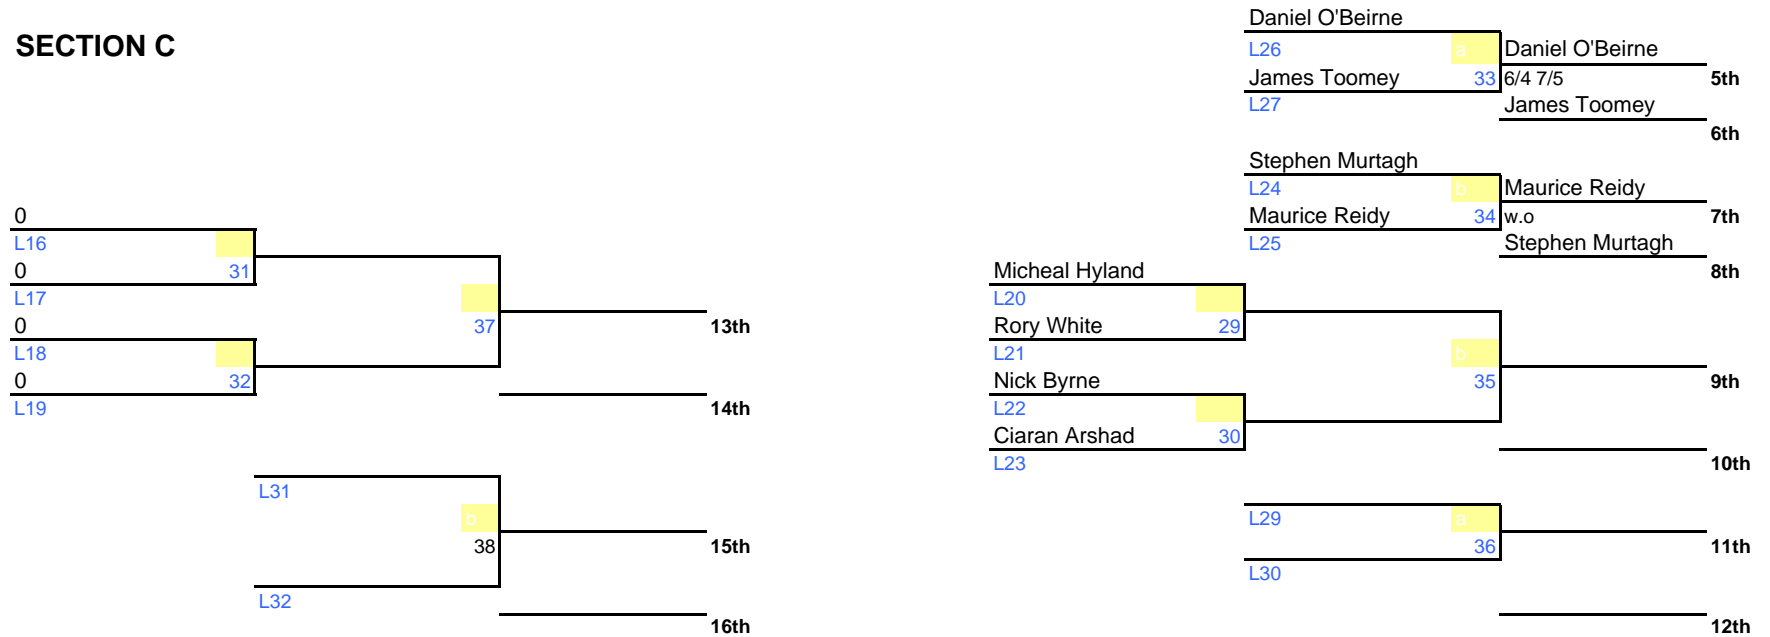 SECTION C
0
L16
0
31
L17
0
37
13th
L18
0
32
L19
14th
L31
b
38
15th
L32
16th
Daniel O'Beirne
L26
a
Daniel O'Beirne
James Toomey
33
6/4 7/5
5th
L27
James Toomey
6th
Stephen Murtagh
L24
b
Maurice Reidy
Maurice Reidy
34
w.o
7th
L25
Stephen Murtagh
8th
Micheal Hyland
L20
Rory White
29
L21
b
Nick Byrne
35
9th
L22
Ciaran Arshad
30
L23
10th
L29
a
36
11th
L30
12th